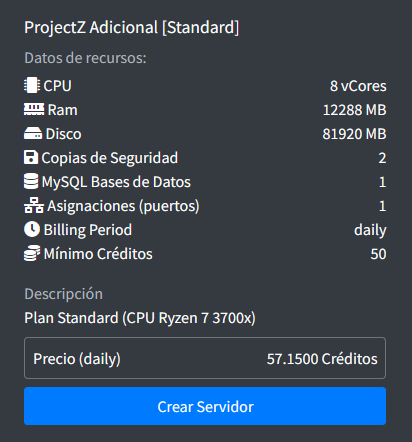 ProjectZ Adicional [Standard]
Datos de recursos:
CPU 8 vCores
Ram 12288 MB
Disco 81920 MB
Copias de Seguridad 2
MySQL Bases de Datos 1
Asignaciones (puertos) 1
Billing Period daily
Mínimo Créditos 50
Descripción
Plan Standard (CPU Ryzen 7 3700x)
Precio (daily) 57.1500 Créditos
Crear Servidor